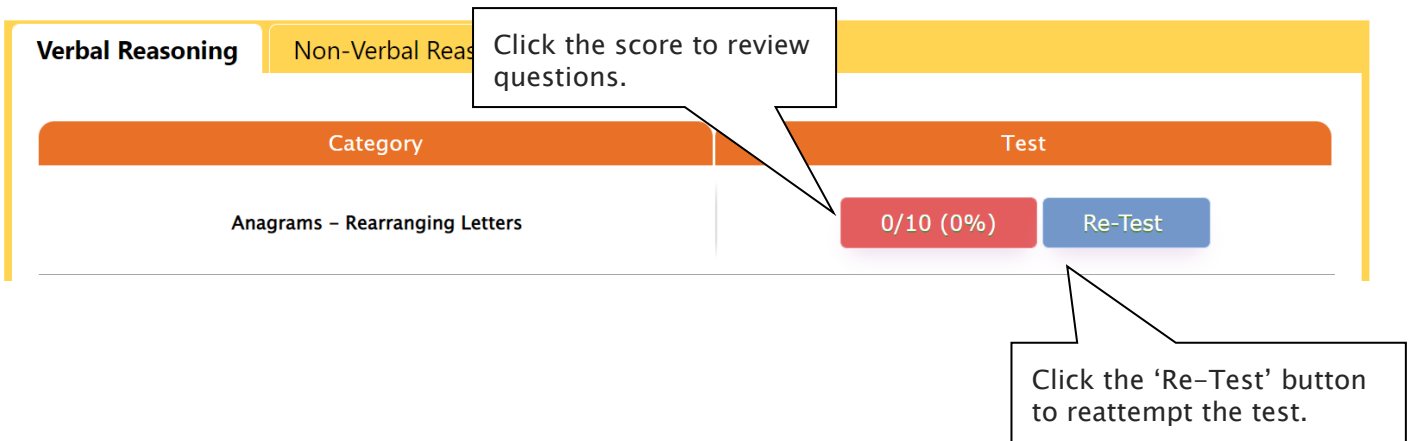 Verbal Reasoning
Non-Verbal Reas
Click the score to review
questions.
Category
Test
Anagrams – Rearranging Letters
0/10 (0%)
Re-Test
Click the ‘Re-Test’ button
to reattempt the test.